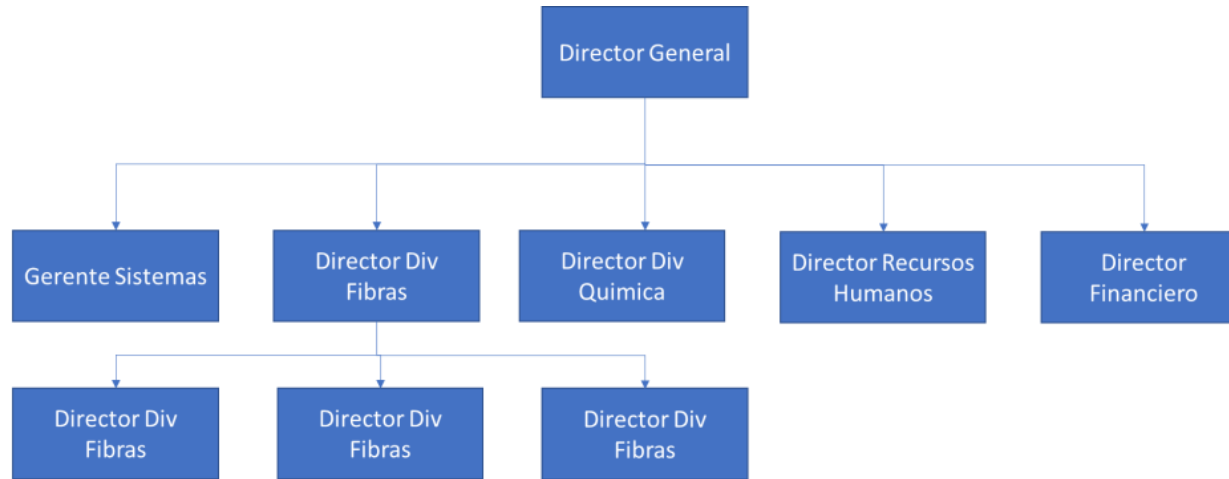 Director General
Gerente Sistemas
Director Div
Fibras
Director Div
Quimica
Director Recursos
Humanos
Director
Financiero
Director Div
Fibras
Director Div
Fibras
Director Div
Fibras